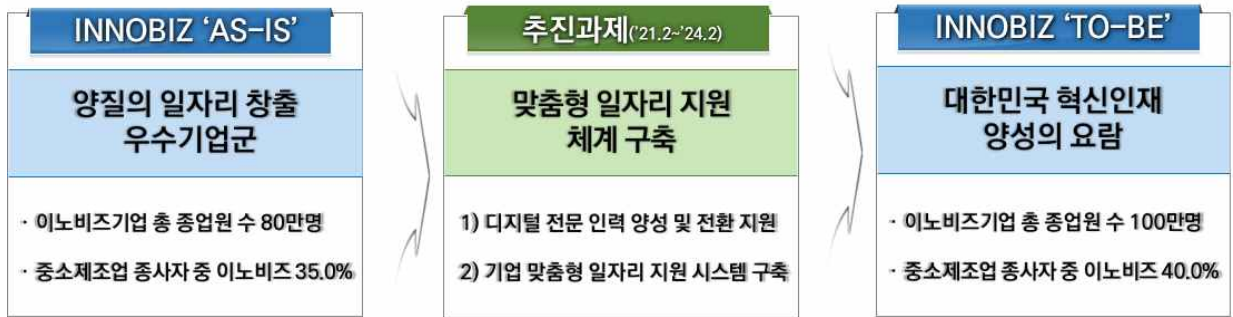 INNOBIZ ‘AS-IS’
양질의 일자리 창출
우수기업군
· 이노비즈기업 총 종업원 수 80만명
· 중소제조업 종사자 중 이노비즈 35.0%
추진과제(’21.2~’24.2)
맞춤형 일자리 지원
체계 구축
1) 디지털 전문 인력 양성 및 전환 지원
2) 기업 맞춤형 일자리 지원 시스템 구축
INNOBIZ ‘TO-BE’
대한민국 혁신인재
양성의 요람
· 이노비즈기업 총 종업원 수 100만명
· 중소제조업 종사자 중 이노비즈 40.0%